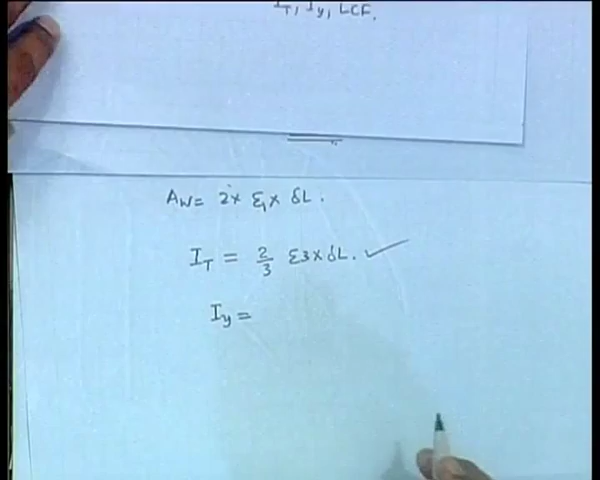 I_T, I_y, LCF.
A_W = 2 × Σ_1 × δL.
I_T = 2/3 Σ3 × δL. ✓
I_y =